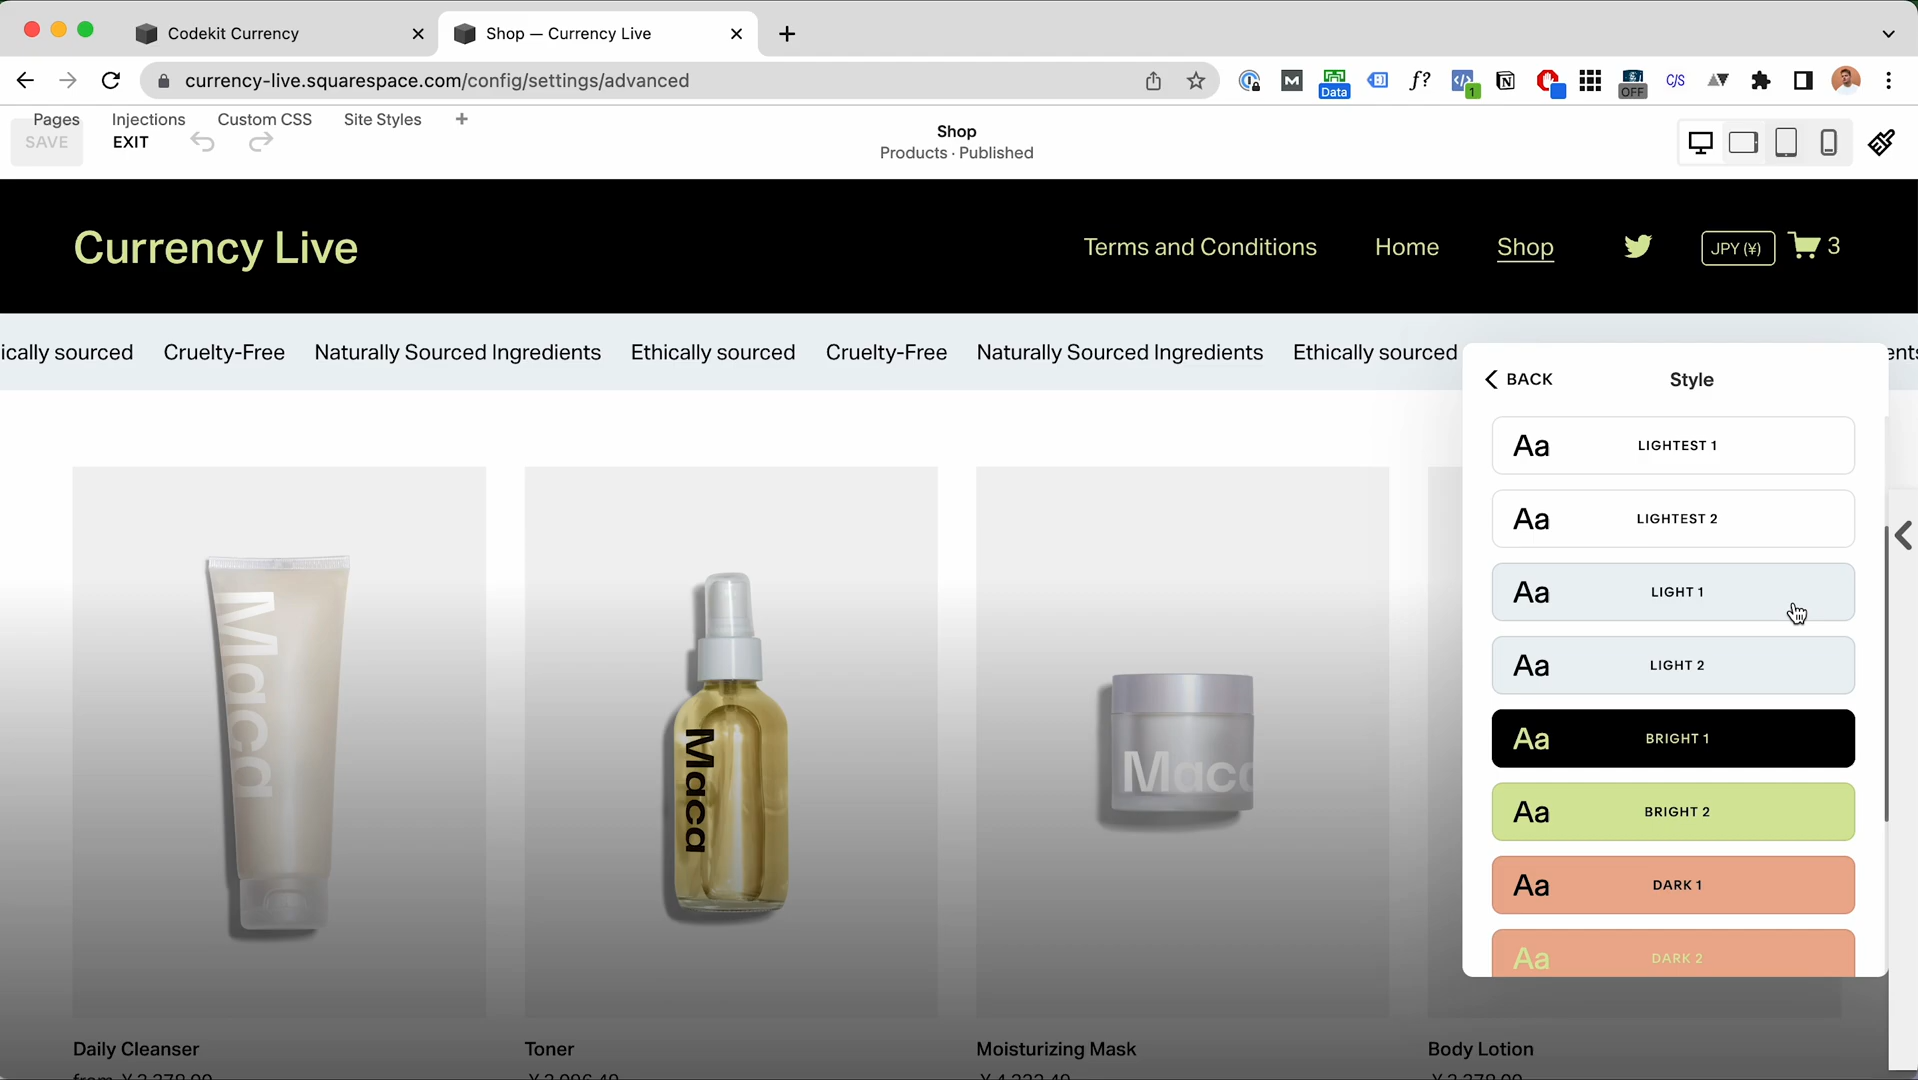 Codekit Currency
Shop — Currency Live
currency-live.squarespace.com/config/settings/advanced
Data
1
OFF
C/S
f?
Pages
Injections
Custom CSS
Site Styles
SAVE
EXIT
Shop
Products · Published
Currency Live
Terms and Conditions
Home
Shop
JPY (¥)
3
ically sourced Cruelty-Free Naturally Sourced Ingredients Ethically sourced Cruelty-Free Naturally Sourced Ingredients Ethically sourced ents
BACK
Style
Aa LIGHTEST 1
Aa LIGHTEST 2
Aa LIGHT 1
Aa LIGHT 2
Aa BRIGHT 1
Aa BRIGHT 2
Aa DARK 1
Aa DARK 2
Maca
Maca
Maca
Daily Cleanser
Toner
Moisturizing Mask
Body Lotion